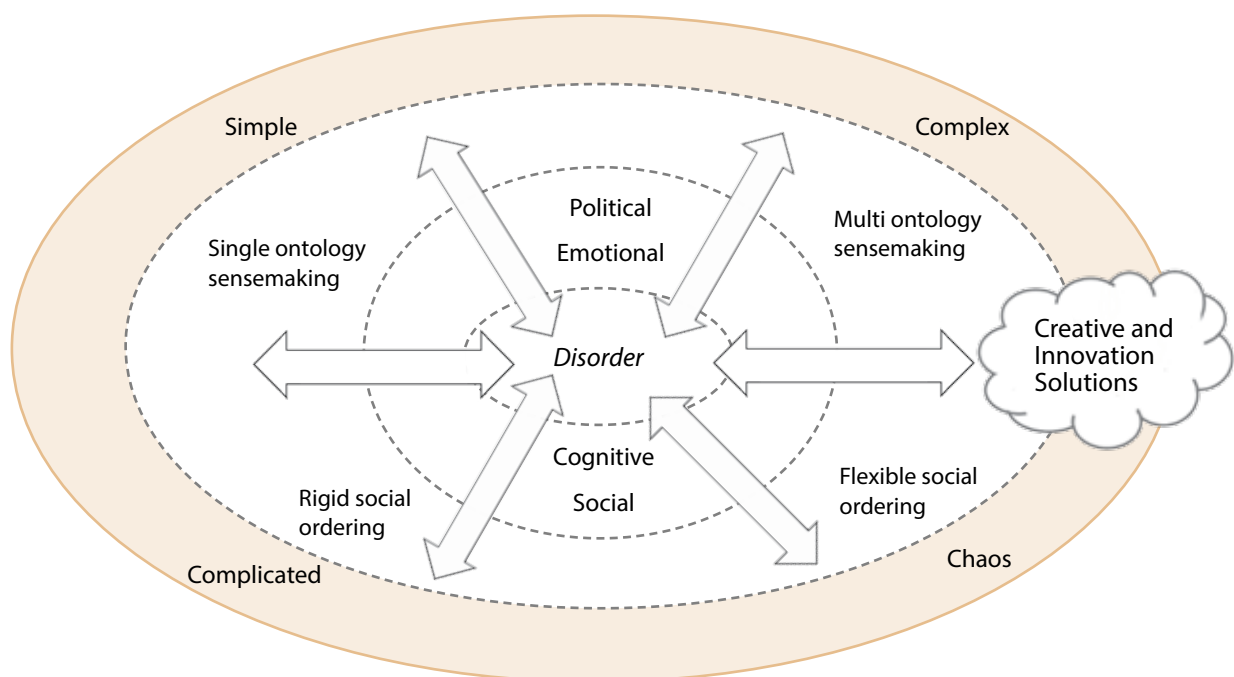 Simple
Complex
Political
Emotional
Single ontology
sensemaking
Multi ontology
sensemaking
Disorder
Creative and
Innovation
Solutions
Cognitive
Social
Rigid social
ordering
Flexible social
ordering
Complicated
Chaos